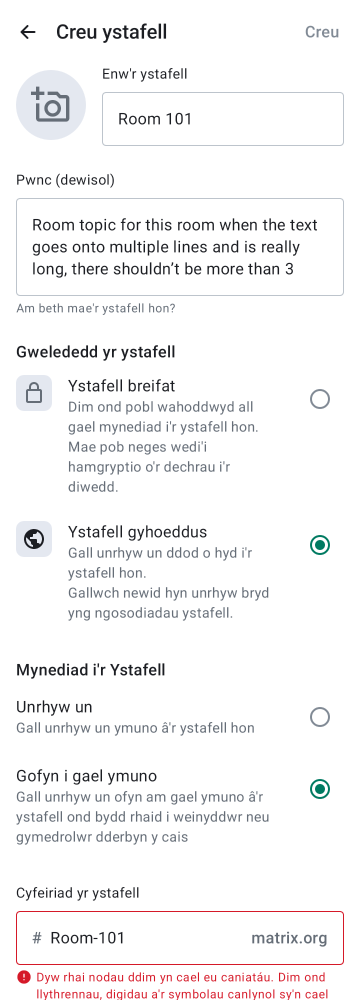 Creu ystafell
Creu
Enw'r ystafell
Room 101
Pwnc (dewisol)
Room topic for this room when the text
goes onto multiple lines and is really
long, there shouldn’t be more than 3
Am beth mae'r ystafell hon?
Gwelededd yr ystafell
Ystafell breifat
Dim ond pobl wahoddwyd all
gael mynediad i'r ystafell hon.
Mae pob neges wedi’i
hamgryptio o'r dechrau i'r
diwedd.
Ystafell gyhoeddus
Gall unrhyw un ddod o hyd i'r
ystafell hon.
Gallwch newid hyn unrhyw bryd
yng ngosodiadau ystafell.
Mynediad i'r Ystafell
Unrhyw un
Gall unrhyw un ymuno â'r ystafell hon
Gofyn i gael ymuno
Gall unrhyw un ofyn am gael ymuno â'r
ystafell ond bydd rhaid i weinyddwr neu
gymedrolwr dderbyn y cais
Cyfeiriad yr ystafell
# Room-101 matrix.org
Dyw rhai nodau ddim yn cael eu caniatáu. Dim ond
llythrennau, digidau a'r symbolau canlynol sy'n cael